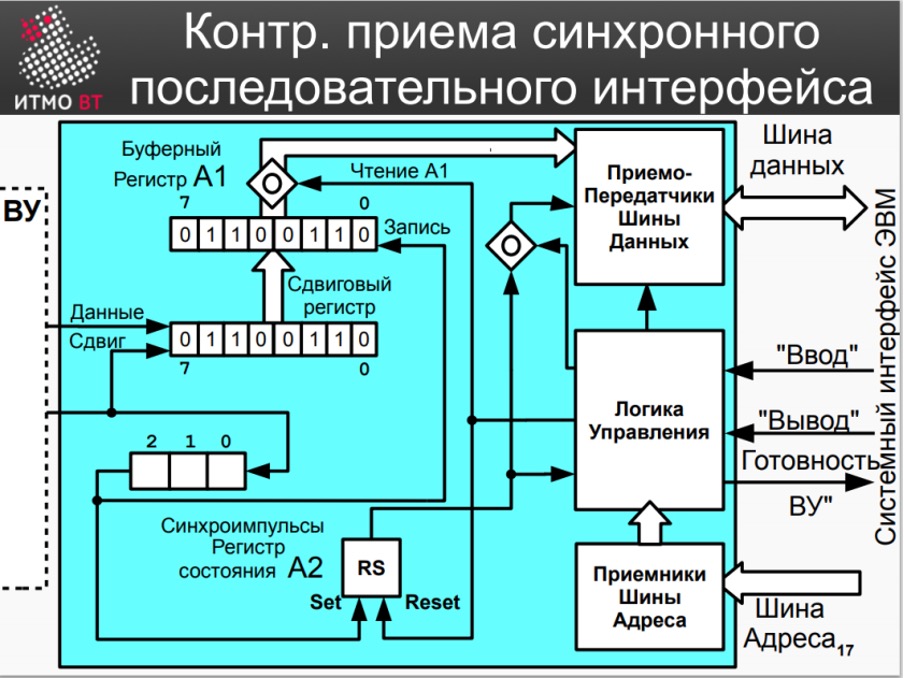 Контр. приема синхронного
последовательного интерфейса
ИТМО ВТ
Буферный
Регистр А1
7 0
Чтение А1
0 1 1 0 0 1 1 0
Запись
Сдвиговый
регистр
ВУ
Данные
Сдвиг
0 1 1 0 0 1 1 0
7 0
2 1 0
Синхроимпульсы
Регистр
состояния А2
RS
Set
Reset
Приемо-
Передатчики
Шины
Данных
Логика
Управления
Приемники
Шины
Адреса
Шина
данных
"Ввод"
"Вывод"
Готовность
ВУ"
Шина
Адреса17
Системный интерфейс ЭВМ